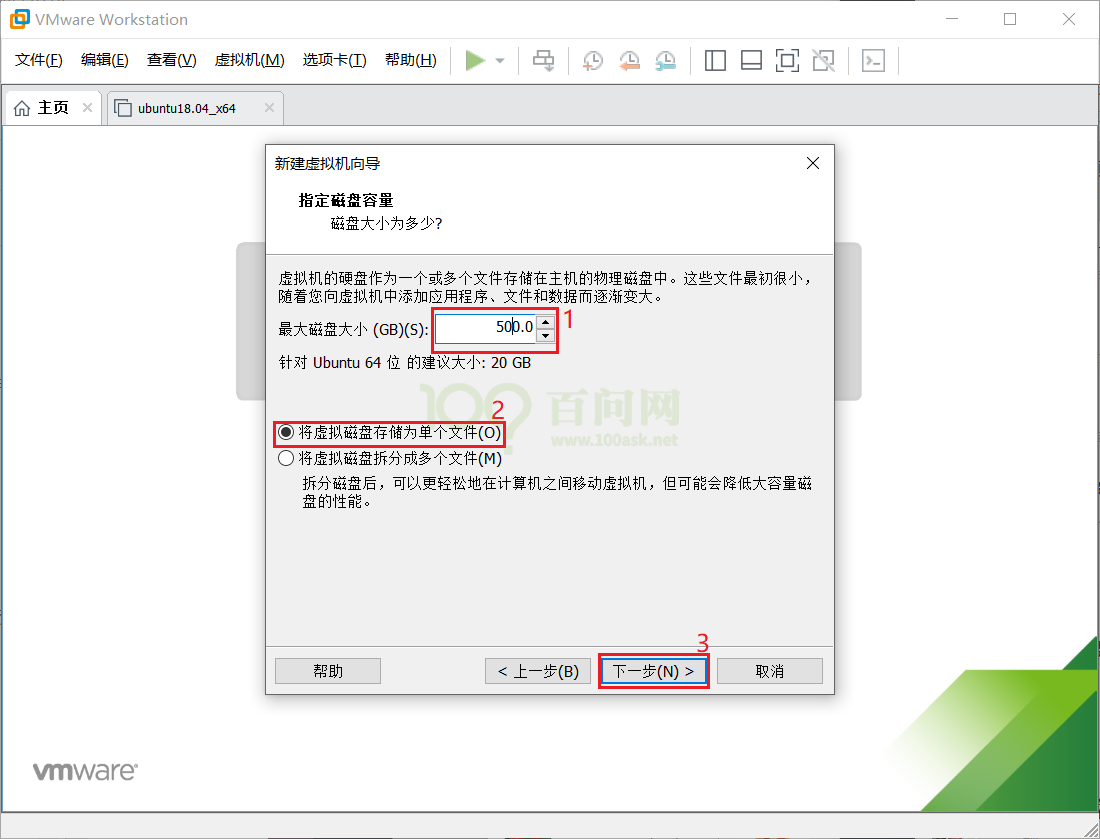 VMware Workstation
文件(F) 编辑(E) 查看(V) 虚拟机(M) 选项卡(T) 帮助(H)
主页 ubuntu18.04_x64
新建虚拟机向导
指定磁盘容量
磁盘大小为多少?
虚拟机的硬盘作为一个或多个文件存储在主机的物理磁盘中。这些文件最初很小，
随着您向虚拟机中添加应用程序、文件和数据而逐渐变大。
最大磁盘大小 (GB)(S): 500.0 1
针对 Ubuntu 64 位 的建议大小: 20 GB
100? 百问网
www.100ask.net
2
将虚拟磁盘存储为单个文件(O)
将虚拟磁盘拆分成多个文件(M)
拆分磁盘后，可以更轻松地在计算机之间移动虚拟机，但可能会降低大容量磁
盘的性能。
3
帮助 < 上一步(B) 下一步(N) > 取消
vmware®